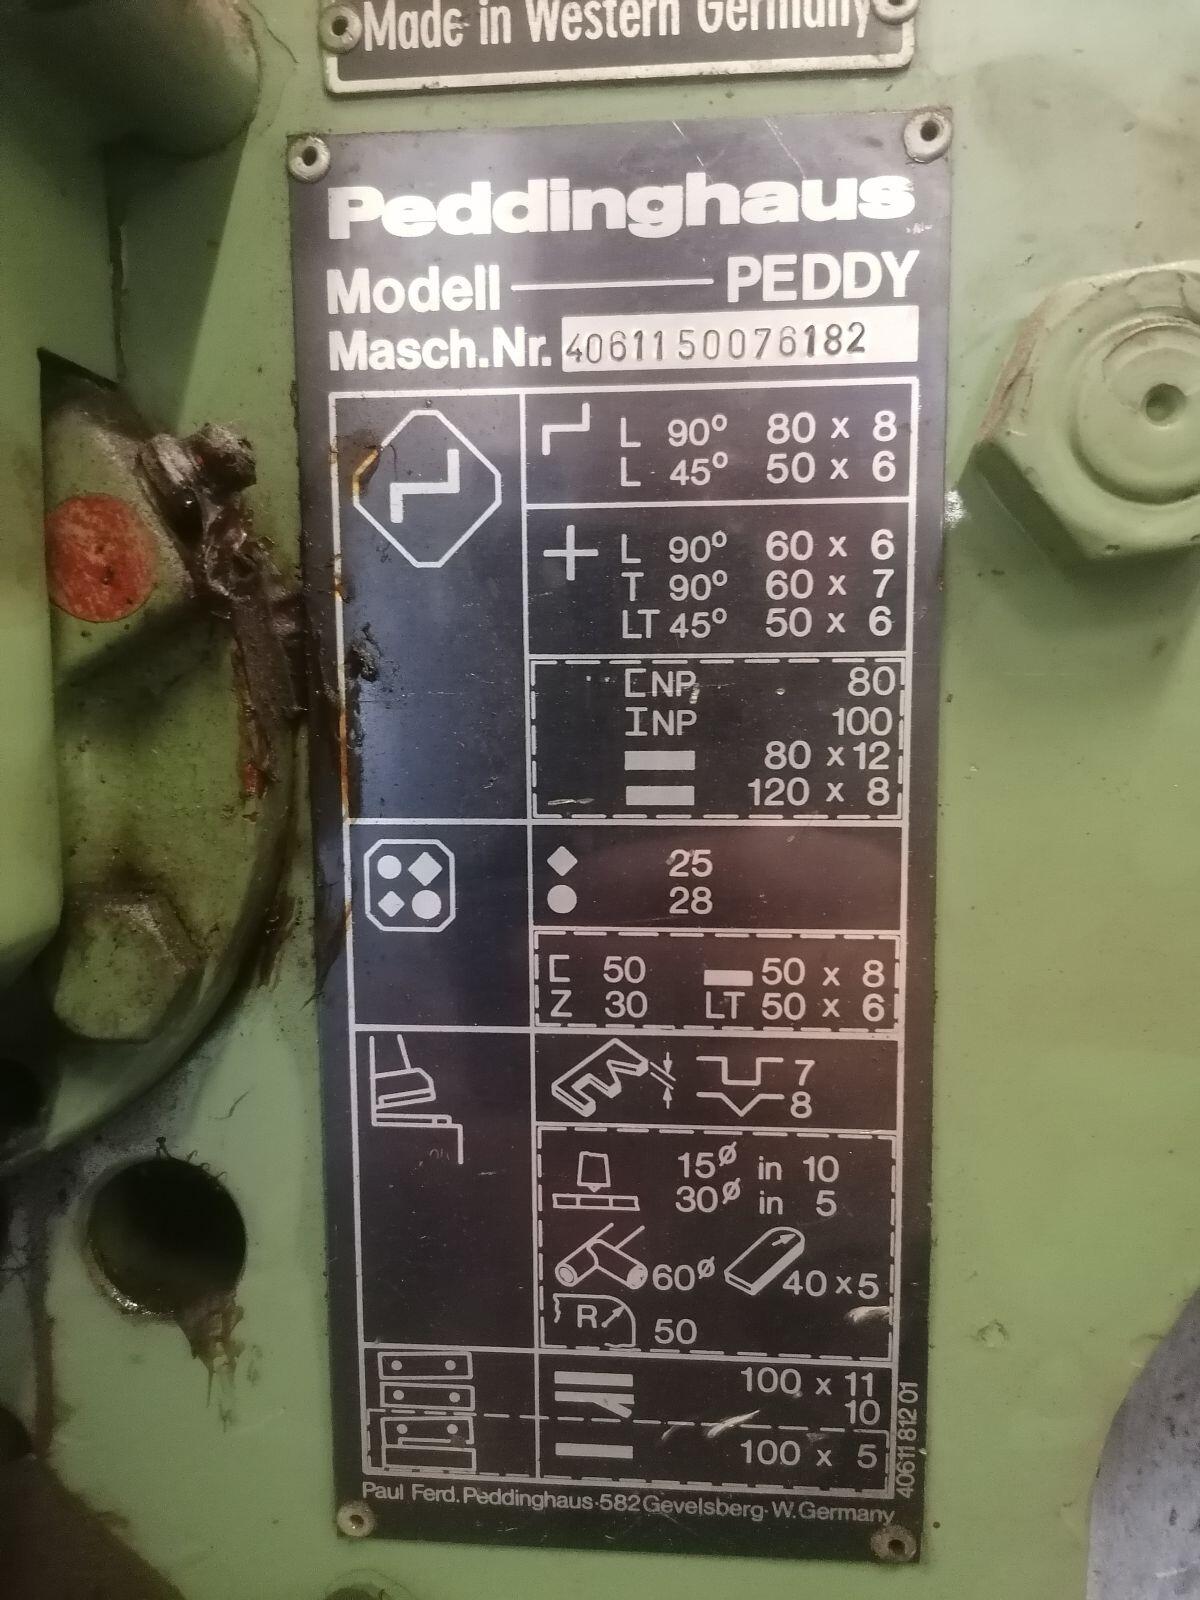 Made in Western Germany
Peddinghaus
Modell PEDDY
Masch.Nr. 4061150076182
L 90° 80 x 8
L 45° 50 x 6
L 90° 60 x 6
T 90° 60 x 7
LT 45° 50 x 6
[NP 80
INP 100
80 x 12
120 x 8
25
28
[ 50 50 x 8
Z 30 LT 50 x 6
7
8
15ø in 10
30ø in 5
60ø 40 x 5
R 50
100 x 11
10
100 x 5
40611 812 01
Paul Ferd. Peddinghaus·582 Gevelsberg·W. Germany